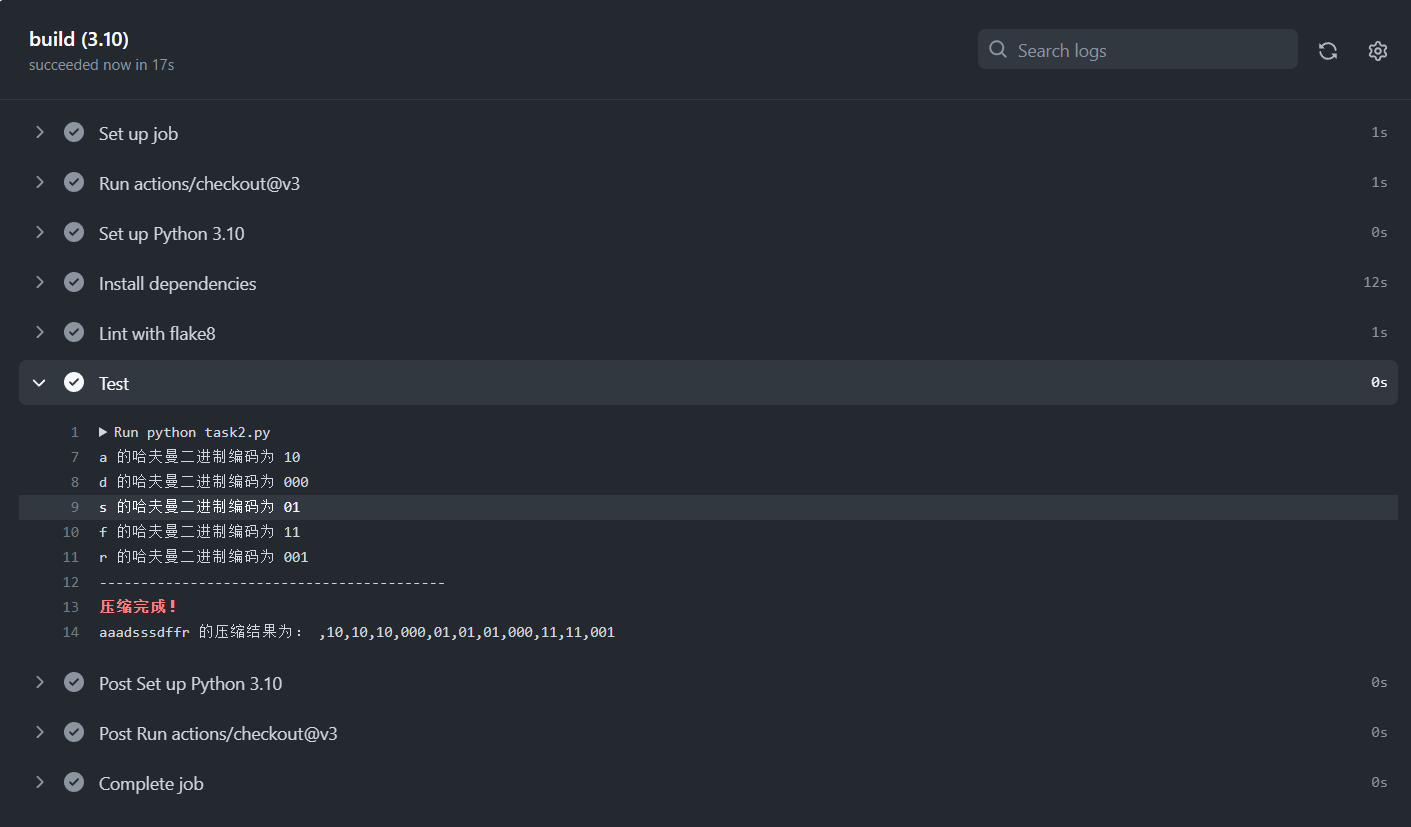 build (3.10)
succeeded now in 17s
Search logs
Set up job 1s
Run actions/checkout@v3 1s
Set up Python 3.10 0s
Install dependencies 12s
Lint with flake8 1s
Test 0s
1 Run python task2.py
7 a 的哈夫曼二进制编码为 10
8 d 的哈夫曼二进制编码为 000
9 s 的哈夫曼二进制编码为 01
10 f 的哈夫曼二进制编码为 11
11 r 的哈夫曼二进制编码为 001
12 ------------------------------------------
13 压缩完成!
14 aaadsssdffr 的压缩结果为： ,10,10,10,000,01,01,01,000,11,11,001
Post Set up Python 3.10 0s
Post Run actions/checkout@v3 0s
Complete job 0s